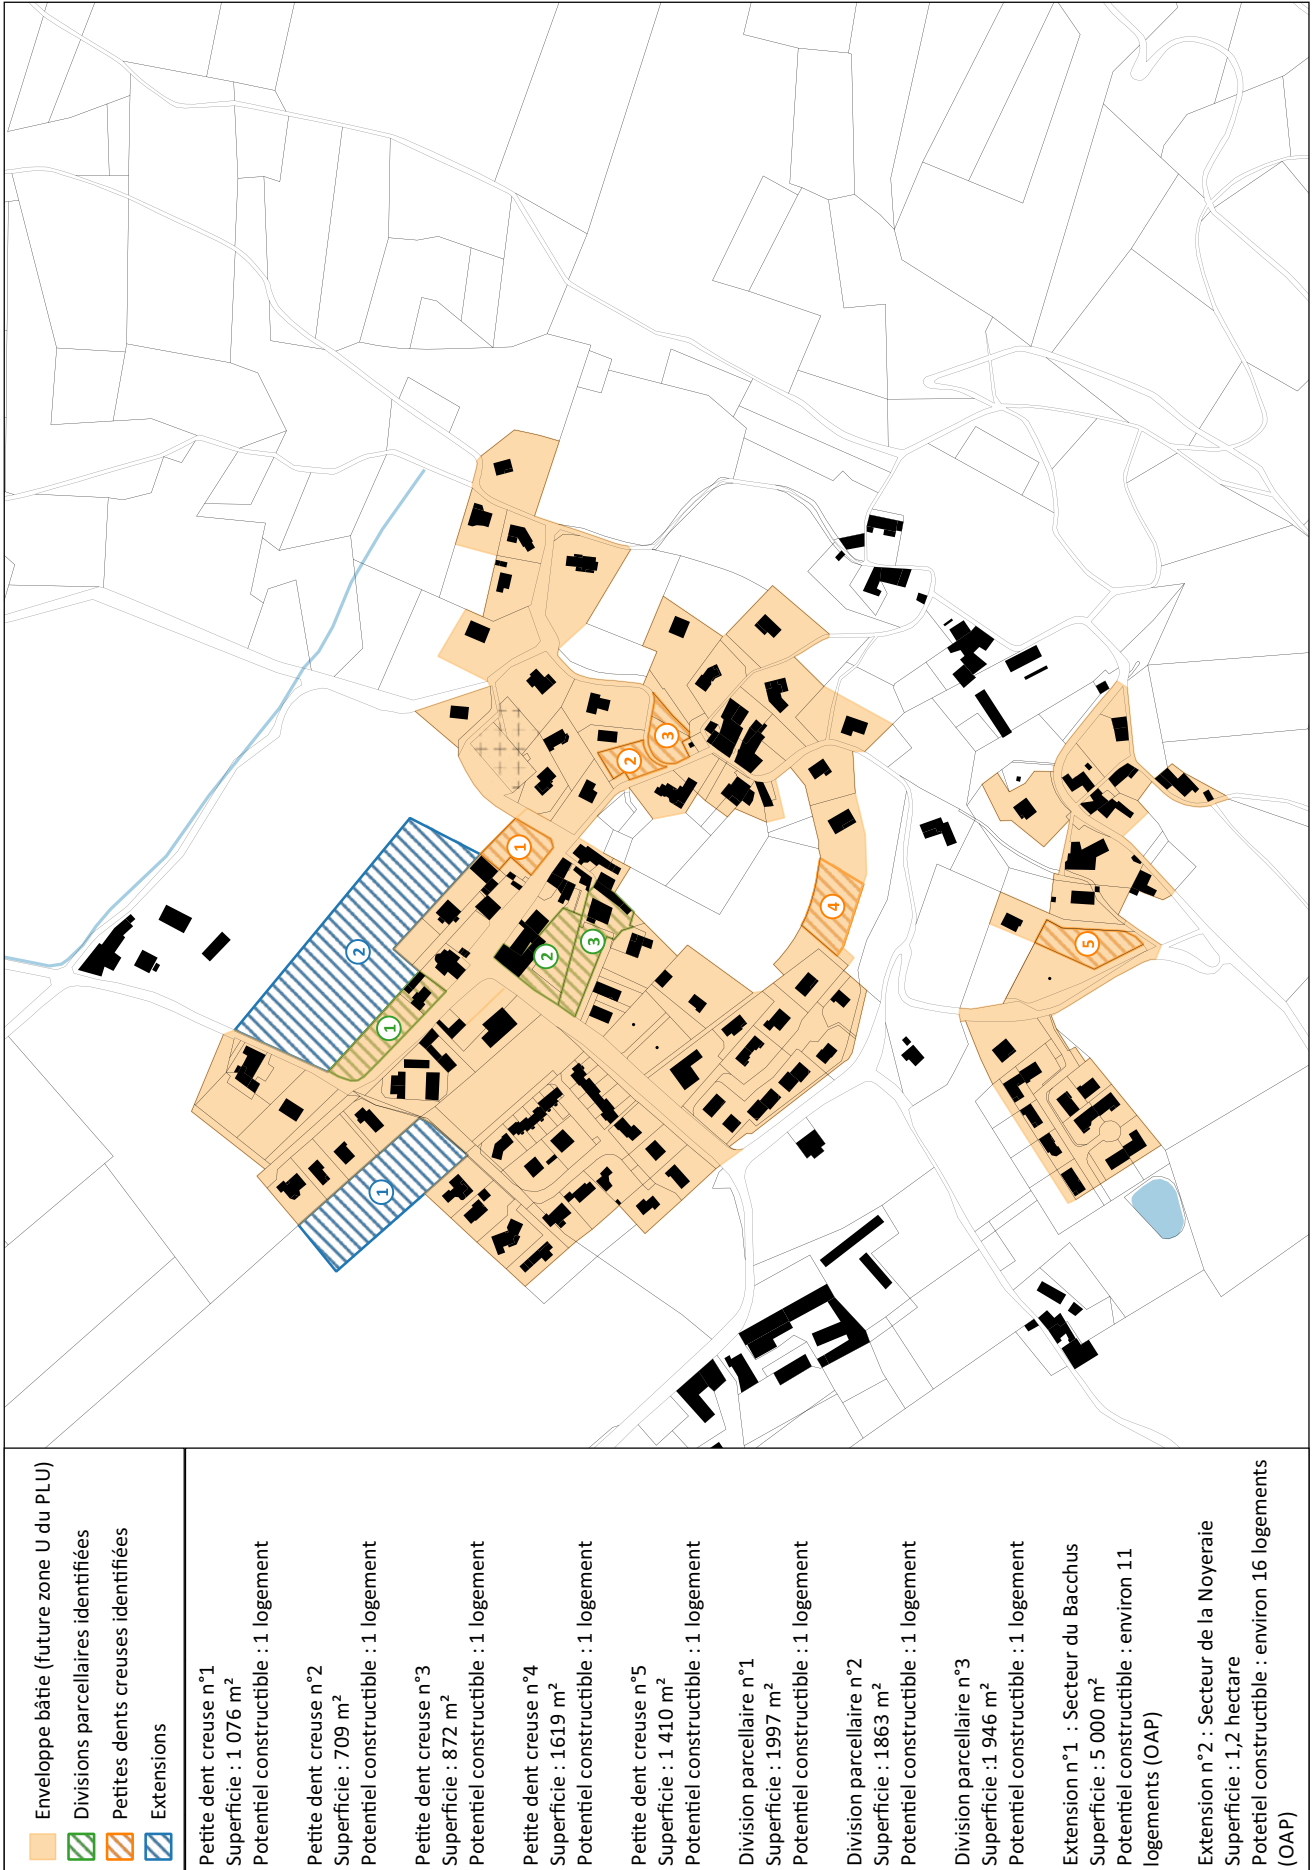 Enveloppe bâtie (future zone U du PLU)
Divisions parcellaires identifiées
Petites dents creuses identifiées
Extensions
Petite dent creuse n°1
Superficie : 1 076 m²
Potentiel constructible : 1 logement
Petite dent creuse n°2
Superficie : 709 m²
Potentiel constructible : 1 logement
Petite dent creuse n°3
Superficie : 872 m²
Potentiel constructible : 1 logement
Petite dent creuse n°4
Superficie : 1619 m²
Potentiel constructible : 1 logement
Petite dent creuse n°5
Superficie : 1 410 m²
Potentiel constructible : 1 logement
Division parcellaire n°1
Superficie : 1997 m²
Potentiel constructible : 1 logement
Division parcellaire n°2
Superficie : 1863 m²
Potentiel constructible : 1 logement
Division parcellaire n°3
Superficie :1 946 m²
Potentiel constructible : 1 logement
Extension n°1 : Secteur du Bacchus
Superficie : 5 000 m²
Potentiel constructible : environ 11
logements (OAP)
Extension n°2 : Secteur de la Noyeraie
Superficie : 1,2 hectare
Potetiel constructible : environ 16 logements
(OAP)
1
2
1
2
3
1
2
3
4
5